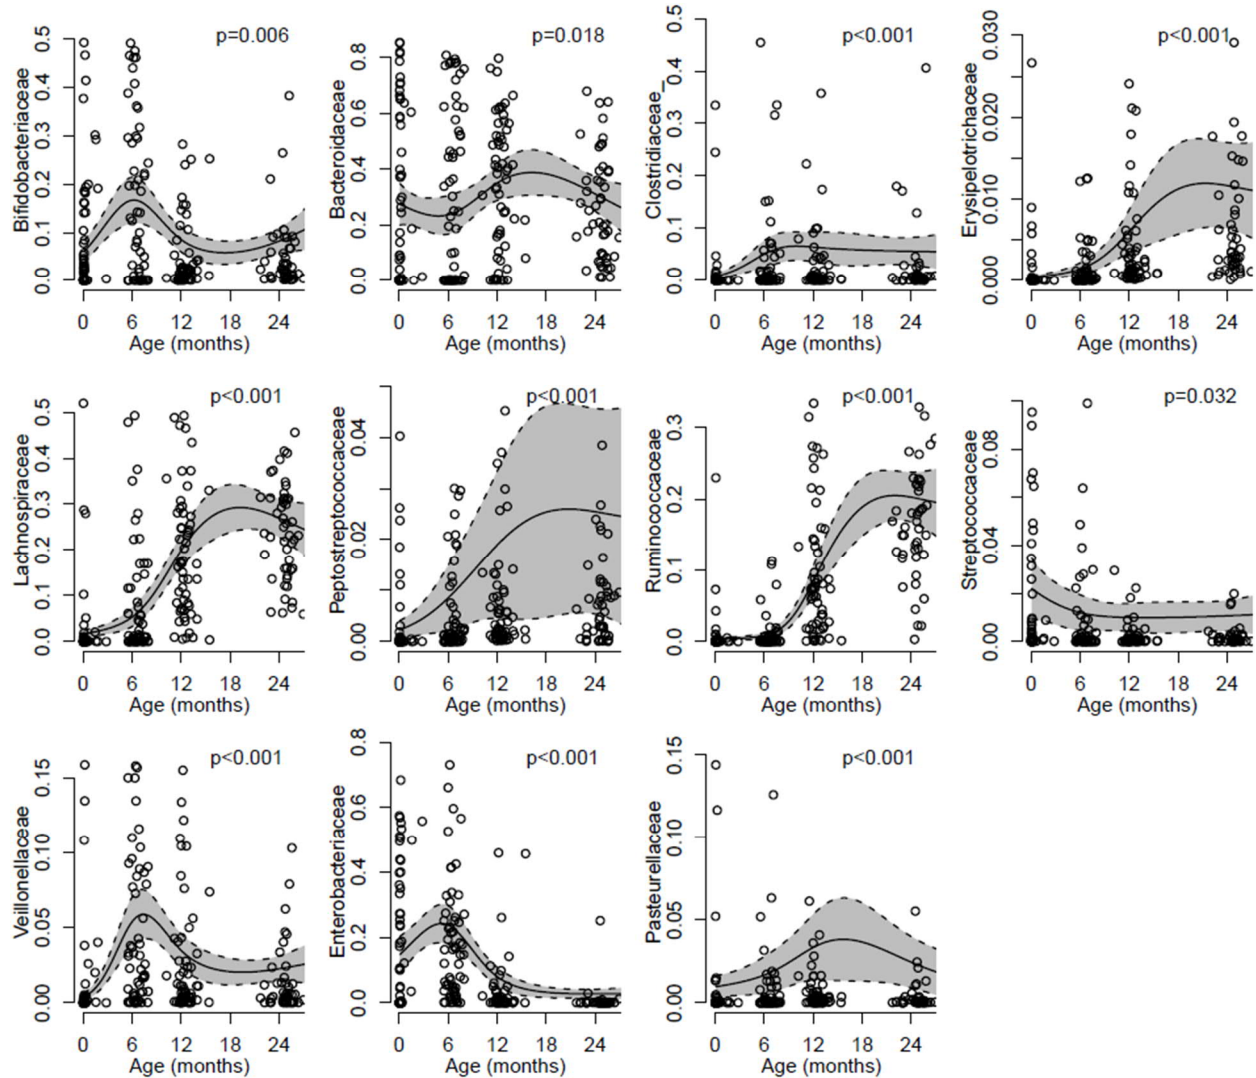 p=0.006
Bifidobacteriaceae
0.0 0.1 0.2 0.3 0.4 0.5
0 6 12 18 24
Age (months)
p=0.018
Bacteroidaceae
0.0 0.2 0.4 0.6 0.8
0 6 12 18 24
Age (months)
p<0.001
Clostridiaceae_
0.0 0.1 0.2 0.3 0.4 0.5
0 6 12 18 24
Age (months)
p<0.001
Erysipelotrichaceae
0.000 0.010 0.020 0.030
0 6 12 18 24
Age (months)
p<0.001
Lachnospiraceae
0.0 0.1 0.2 0.3 0.4 0.5
0 6 12 18 24
Age (months)
p<0.001
Peptostreptococcaceae
0.00 0.02 0.04
0 6 12 18 24
Age (months)
p<0.001
Ruminococcaceae
0.0 0.1 0.2 0.3
0 6 12 18 24
Age (months)
p=0.032
Streptococcaceae
0.00 0.04 0.08
0 6 12 18 24
Age (months)
p<0.001
Veillonellaceae
0.00 0.05 0.10 0.15
0 6 12 18 24
Age (months)
p<0.001
Enterobacteriaceae
0.0 0.2 0.4 0.6 0.8
0 6 12 18 24
Age (months)
p<0.001
Pasteurellaceae
0.00 0.05 0.10 0.15
0 6 12 18 24
Age (months)